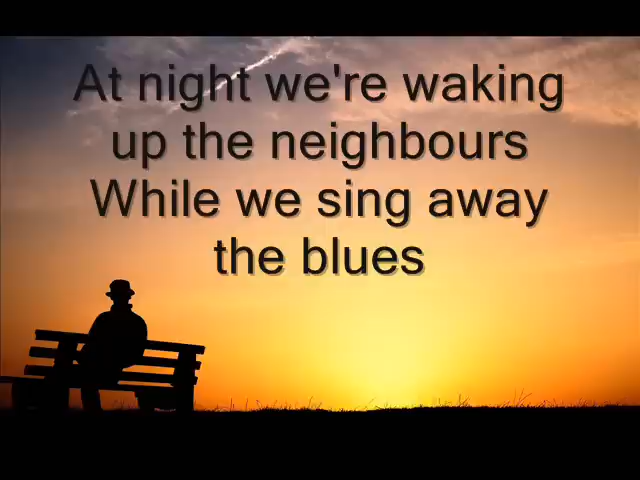 At night we're waking
up the neighbours
While we sing away
the blues